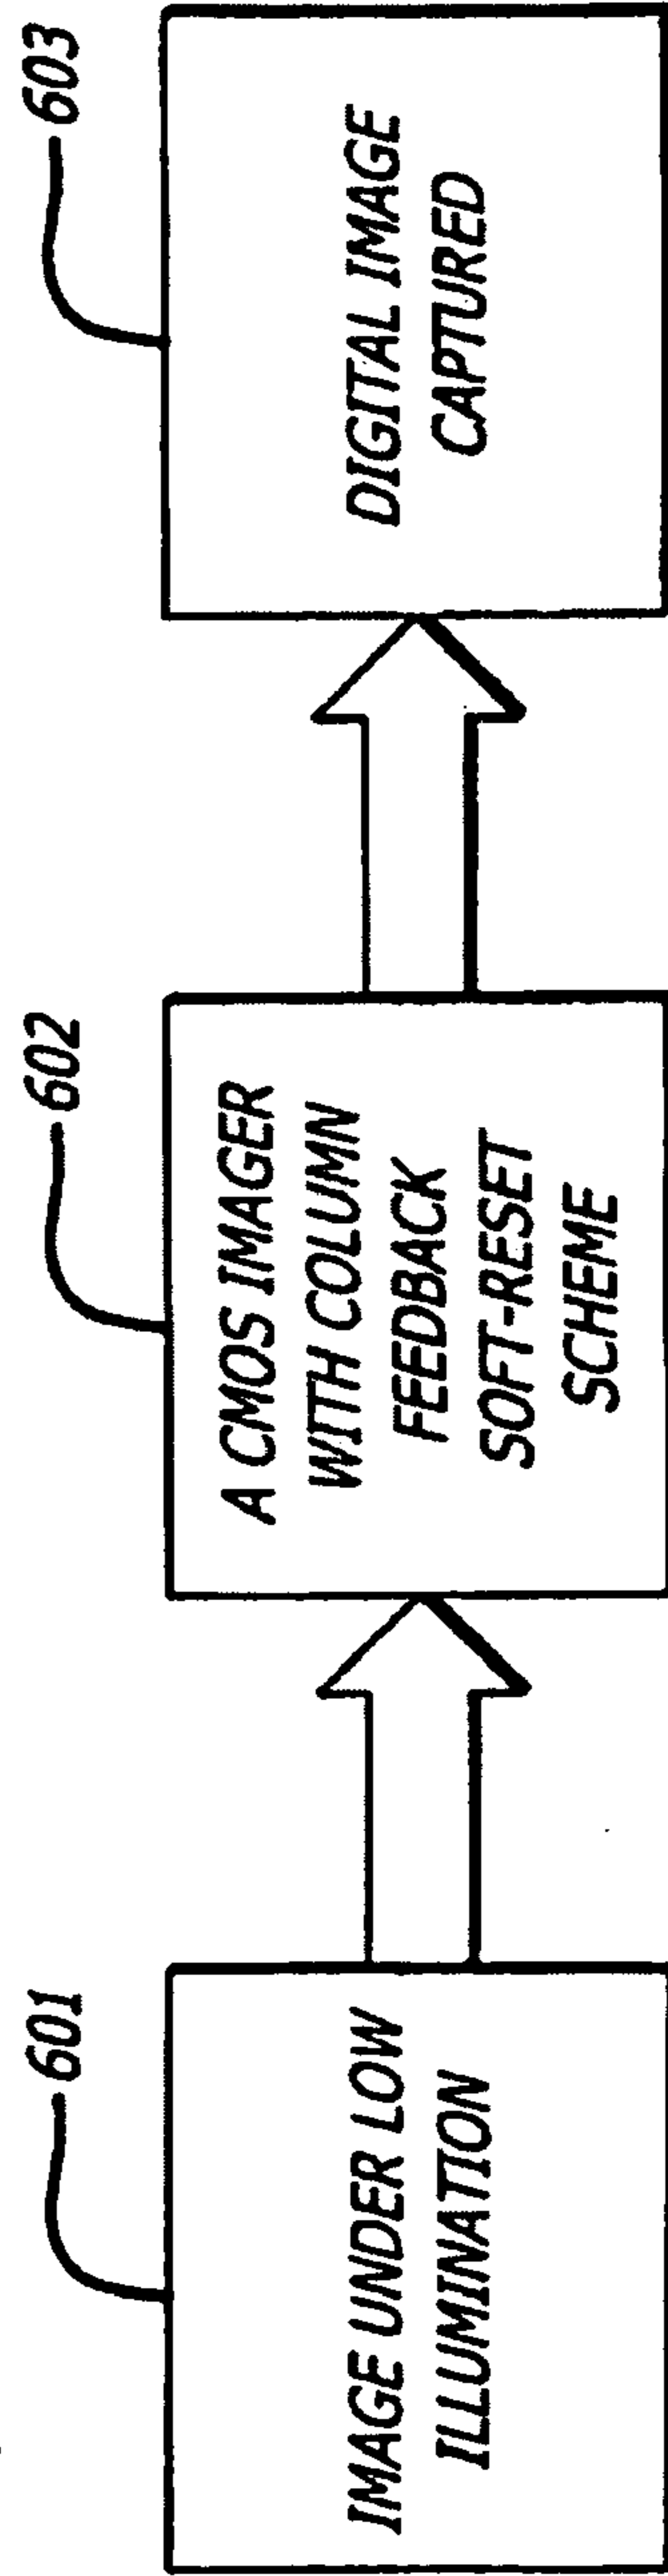 601
IMAGE UNDER LOW
ILLUMINATION
602
A CMOS IMAGER
WITH COLUMN
FEEDBACK
SOFT-RESET
SCHEME
603
DIGITAL IMAGE
CAPTURED